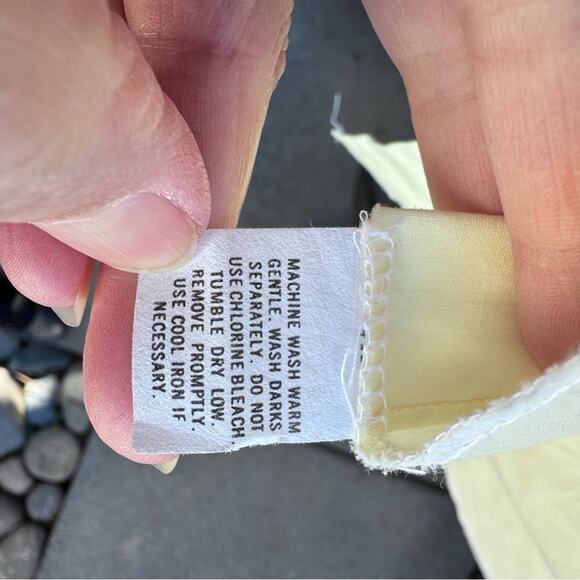 MACHINE WASH WARM
GENTLE. WASH DARKS
SEPARATELY. DO NOT
USE CHLORINE BLEACH.
TUMBLE DRY LOW.
REMOVE PROMPTLY.
USE COOL IRON IF
NECESSARY.